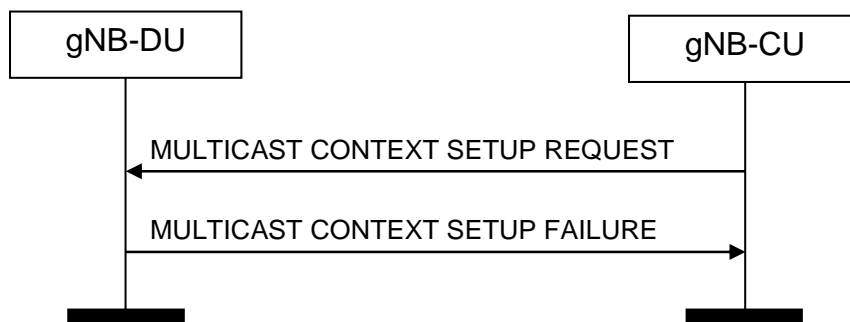 gNB-DU
gNB-CU
MULTICAST CONTEXT SETUP REQUEST
MULTICAST CONTEXT SETUP FAILURE